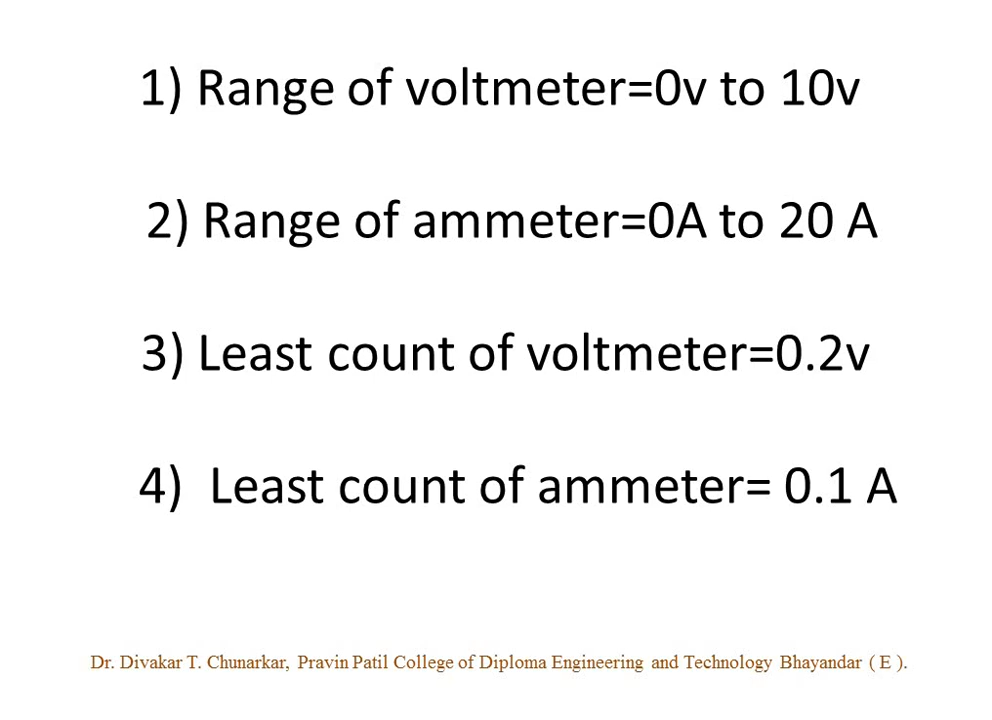 1) Range of voltmeter=0v to 10v
2) Range of ammeter=0A to 20 A
3) Least count of voltmeter=0.2v
4) Least count of ammeter= 0.1 A
Dr. Divakar T. Chunarkar, Pravin Patil College of Diploma Engineering and Technology Bhayandar ( E ).